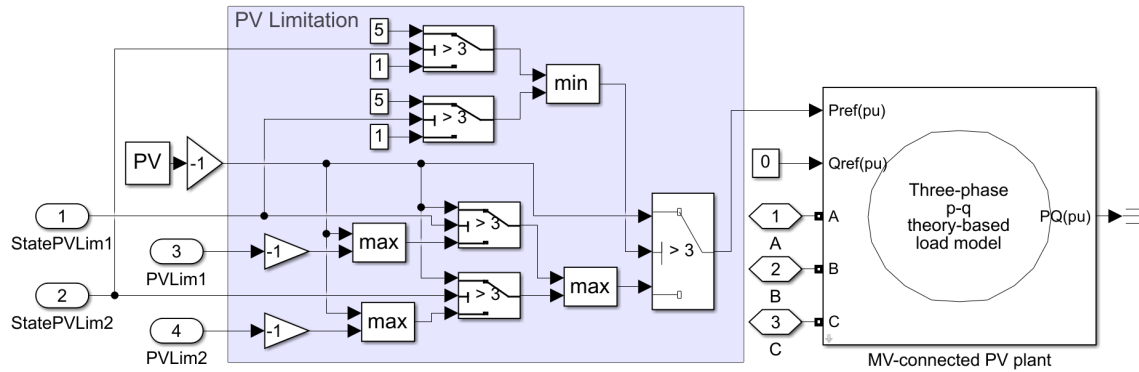 PV Limitation
5
> 3
1
min
5
> 3
1
PV
-1
1
StatePVLim1
3
PVLim1
-1
max
> 3
2
StatePVLim2
4
PVLim2
-1
max
> 3
max
> 3
Pref(pu)
0
Qref(pu)
Three-phase
p-q
theory-based
load model
PQ(pu)
1
A
A
2
B
B
3
C
C
MV-connected PV plant